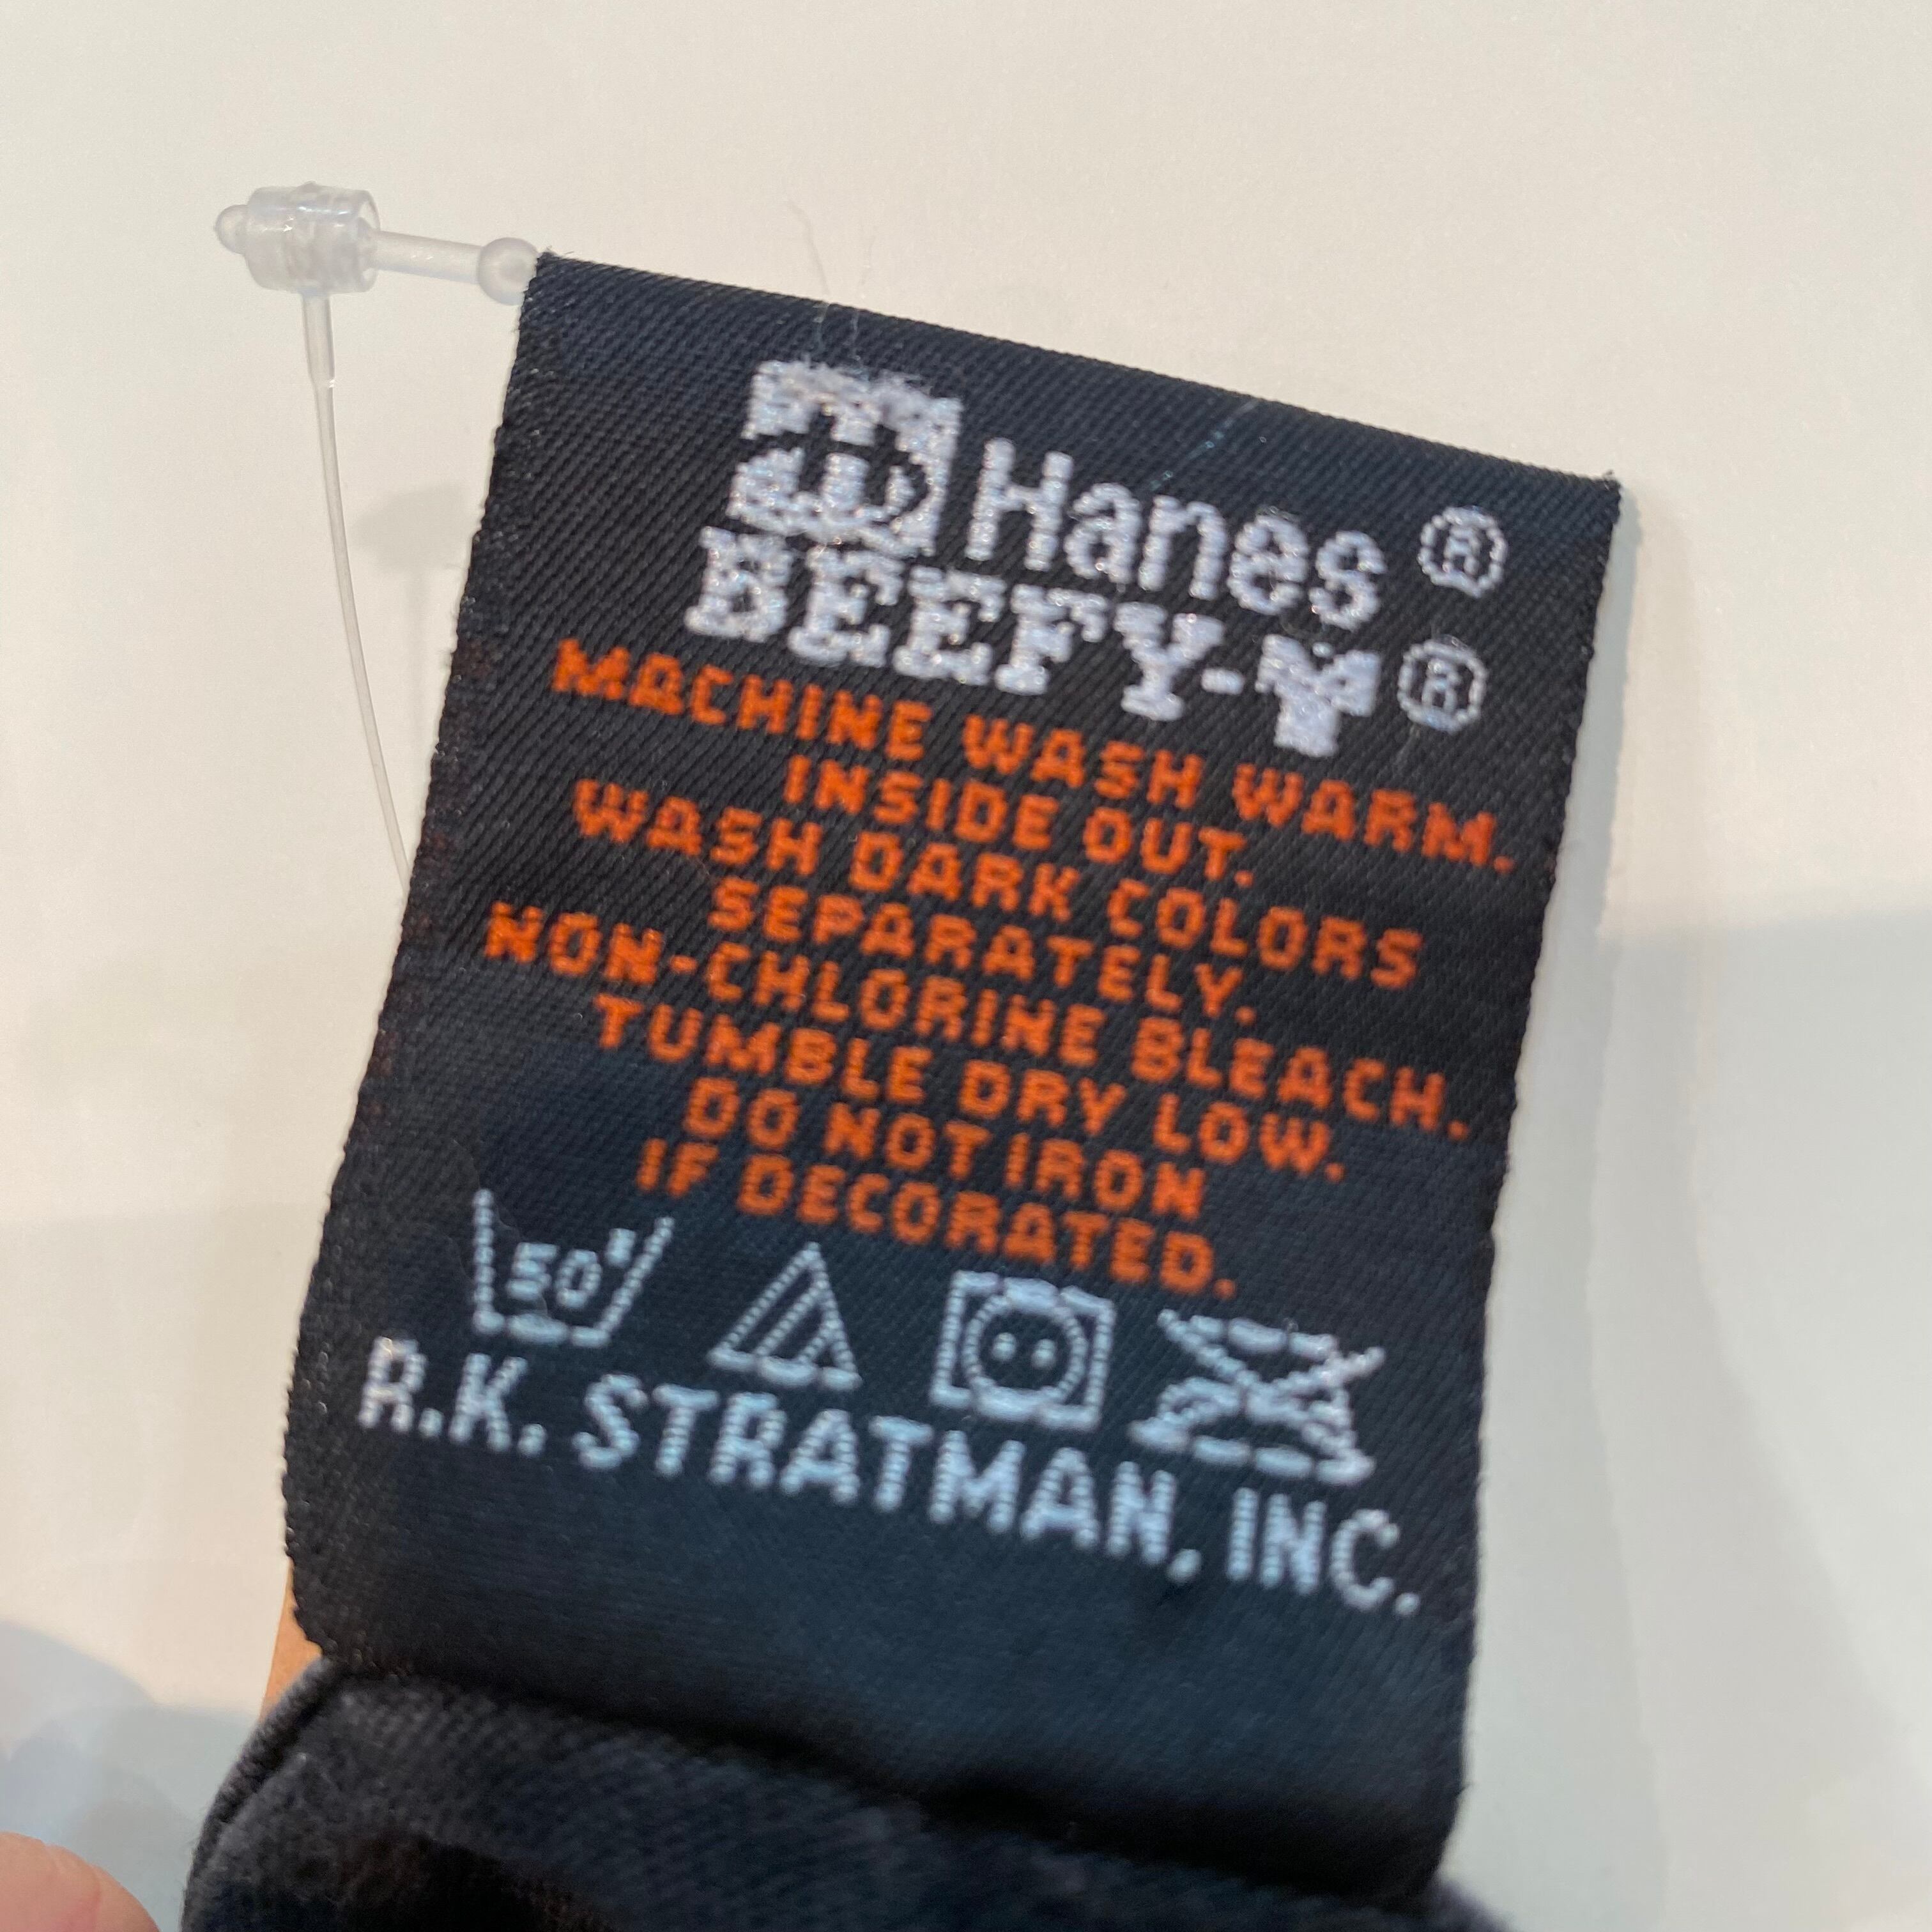 Hanes ®
BEEFY-T ®
MACHINE WASH WARM.
INSIDE OUT.
WASH DARK COLORS
SEPARATELY.
NON-CHLORINE BLEACH.
TUMBLE DRY LOW.
DO NOT IRON
IF DECORATED.
50°
R.K. STRATMAN, INC.